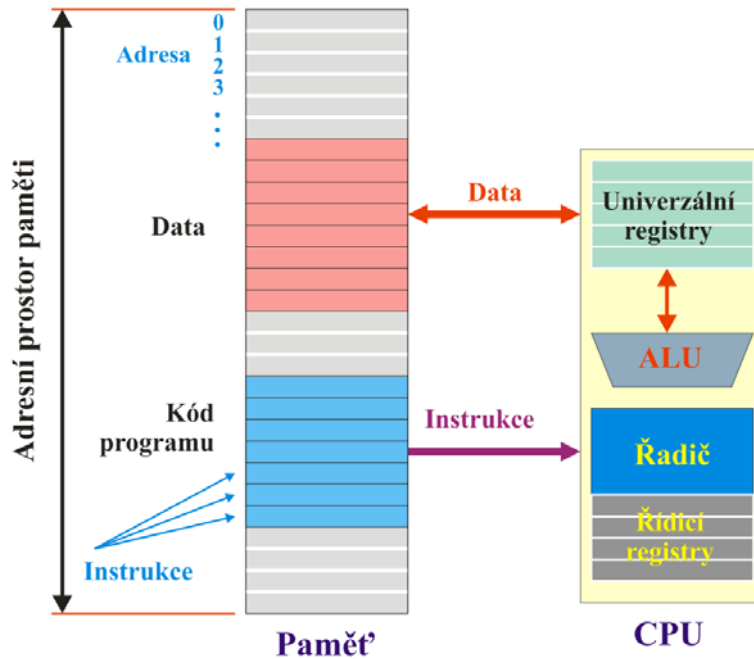 Adresní prostor paměti
Adresa
0
1
2
3
.
.
.
Data
Kód
programu
Instrukce
Paměť
Data
Instrukce
Univerzální
registry
ALU
Řadič
Řídicí
registry
CPU